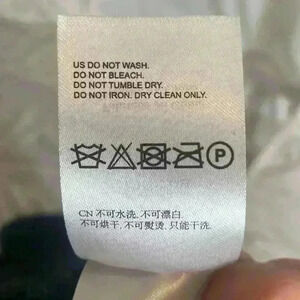 US DO NOT WASH.
DO NOT BLEACH.
DO NOT TUMBLE DRY.
DO NOT IRON. DRY CLEAN ONLY.
P
CN 不可水洗. 不可漂白.
不可烘干. 不可熨烫. 只能干洗.